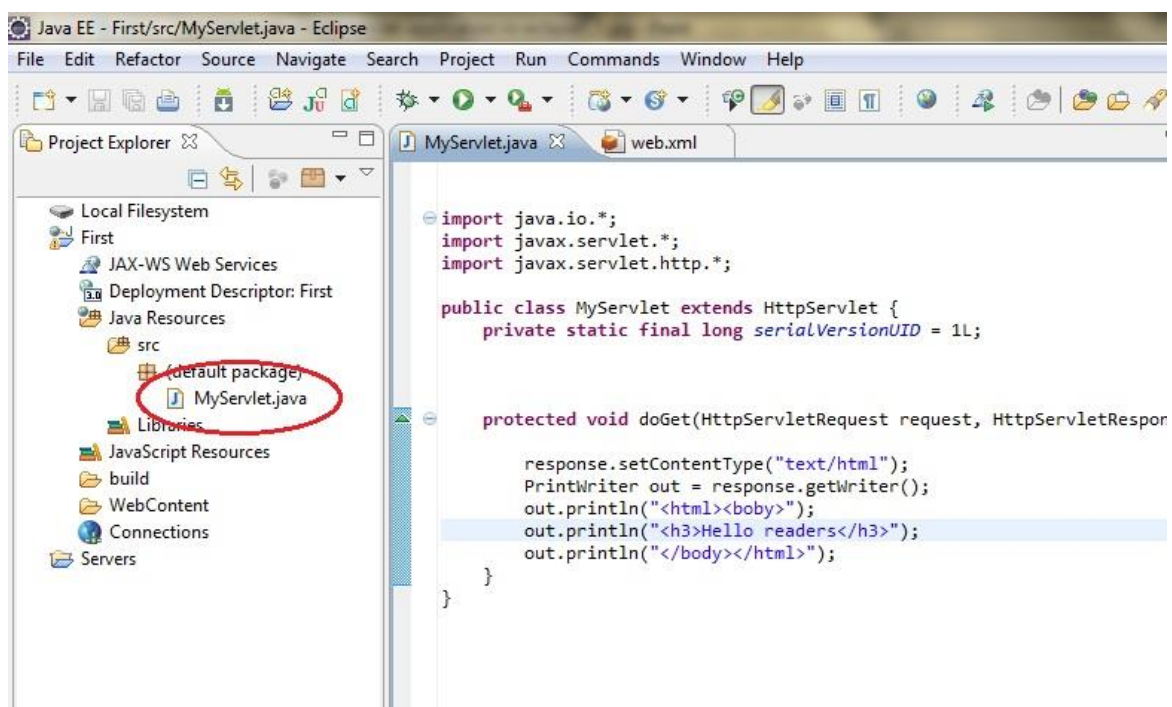 Java EE - First/src/MyServlet.java - Eclipse
File Edit Refactor Source Navigate Search Project Run Commands Window Help
Project Explorer
Local Filesystem
First
JAX-WS Web Services
3.0 Deployment Descriptor: First
Java Resources
src
(default package)
MyServlet.java
Libraries
JavaScript Resources
build
WebContent
Connections
Servers
MyServlet.java web.xml
import java.io.*;
import javax.servlet.*;
import javax.servlet.http.*;
public class MyServlet extends HttpServlet {
private static final long serialVersionUID = 1L;
protected void doGet(HttpServletRequest request, HttpServletRespon
response.setContentType("text/html");
PrintWriter out = response.getWriter();
out.println("<html><boby>");
out.println("<h3>Hello readers</h3>");
out.println("</body></html>");
}
}